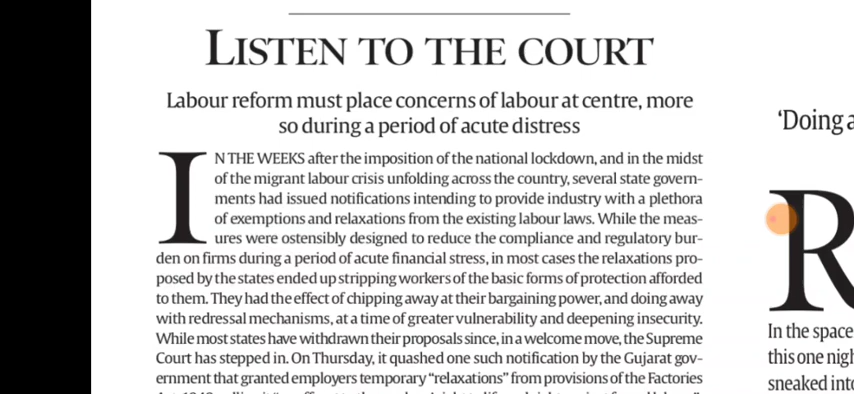 LISTEN TO THE COURT
Labour reform must place concerns of labour at centre, more
so during a period of acute distress
IN THE WEEKS after the imposition of the national lockdown, and in the midst
of the migrant labour crisis unfolding across the country, several state govern-
ments had issued notifications intending to provide industry with a plethora
of exemptions and relaxations from the existing labour laws. While the meas-
ures were ostensibly designed to reduce the compliance and regulatory bur-
den on firms during a period of acute financial stress, in most cases the relaxations pro-
posed by the states ended up stripping workers of the basic forms of protection afforded
to them. They had the effect of chipping away at their bargaining power, and doing away
with redressal mechanisms, at a time of greater vulnerability and deepening insecurity.
While most states have withdrawn their proposals since, in a welcome move, the Supreme
Court has stepped in. On Thursday, it quashed one such notification by the Gujarat gov-
ernment that granted employers temporary “relaxations” from provisions of the Factories
‘Doing a
R
In the space
this one nigh
sneaked into